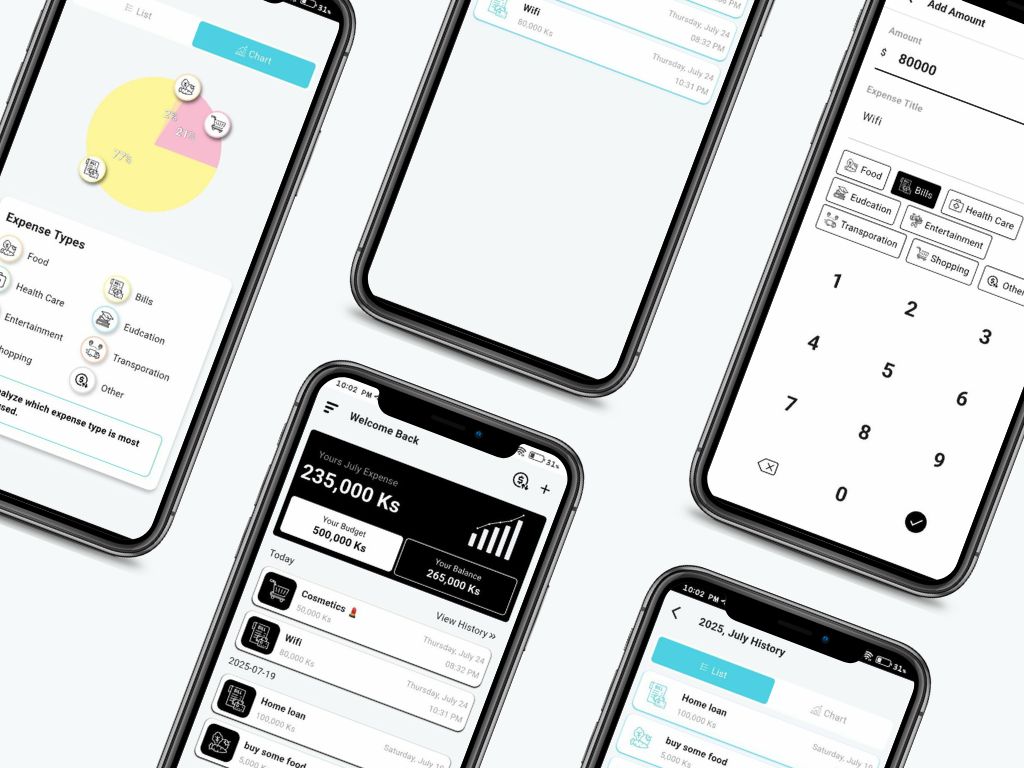 31%
List
Chart
2%
21%
77%
Expense Types
Food
Bills
Health Care
Eudcation
Entertainment
Transporation
hopping
Other
alyze which expense type is most
used.
Wifi
80,000 Ks
Thursday, July 24
08:32 PM
Thursday, July 24
10:31 PM
Add Amount
Amount
$ 80000
Expense Title
Wifi
Food
Bills
Health Care
Eudcation
Entertainment
Transporation
Shopping
Other
1
2
3
4
5
6
7
8
9
0
10:02 PM
31%
Welcome Back
Yours July Expense
235,000 Ks
Your Budget
500,000 Ks
Your Balance
265,000 Ks
Today
View History »
Cosmetics 💄
50,000 Ks
Thursday, July 24
08:32 PM
Wifi
80,000 Ks
Thursday, July 24
10:31 PM
2025-07-19
Home loan
100,000 Ks
Saturday, July 19
buy some food
5,000 Ks
10:02 PM
31%
2025, July History
List
Chart
Home loan
100,000 Ks
Saturday, July 19
buy some food
5,000 Ks